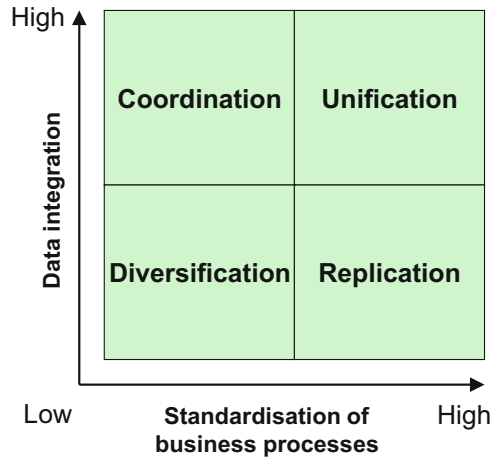 High
Coordination
Unification
Data integration
Diversification
Replication
Low
Standardisation of
business processes
High